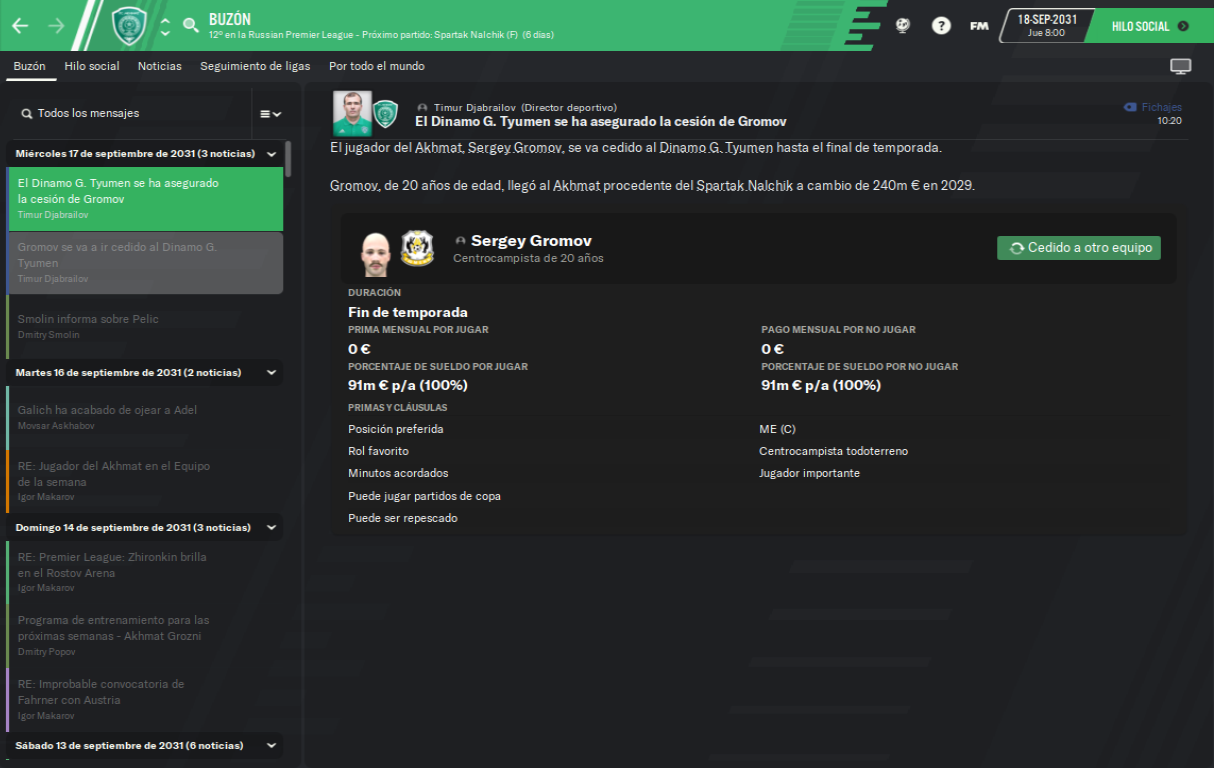 BUZÓN
12º en la Russian Premier League - Próximo partido: Spartak Nalchik (F) (6 días)
?
FM
18-SEP-2031
Jue 8:00
HILO SOCIAL
Buzón Hilo social Noticias Seguimiento de ligas Por todo el mundo
Todos los mensajes
Miércoles 17 de septiembre de 2031 (3 noticias)
El Dinamo G. Tyumen se ha asegurado
la cesión de Gromov
Timur Djabrailov
Gromov se va a ir cedido al Dinamo G.
Tyumen
Timur Djabrailov
Smolin informa sobre Pelic
Dmitry Smolin
Martes 16 de septiembre de 2031 (2 noticias)
Galich ha acabado de ojear a Adel
Movsar Askhabov
RE: Jugador del Akhmat en el Equipo
de la semana
Igor Makarov
Domingo 14 de septiembre de 2031 (3 noticias)
RE: Premier League: Zhironkin brilla
en el Rostov Arena
Igor Makarov
Programa de entrenamiento para las
próximas semanas - Akhmat Grozni
Dmitry Popov
RE: Improbable convocatoria de
Fahrner con Austria
Igor Makarov
Sábado 13 de septiembre de 2031 (6 noticias)
Timur Djabrailov (Director deportivo)
El Dinamo G. Tyumen se ha asegurado la cesión de Gromov
Fichajes
10:20
El jugador del Akhmat, Sergey Gromov, se va cedido al Dinamo G. Tyumen hasta el final de temporada.
Gromov, de 20 años de edad, llegó al Akhmat procedente del Spartak Nalchik a cambio de 240m € en 2029.
Sergey Gromov
Centrocampista de 20 años
Cedido a otro equipo
DURACIÓN
Fin de temporada
PRIMA MENSUAL POR JUGAR PAGO MENSUAL POR NO JUGAR
0 € 0 €
PORCENTAJE DE SUELDO POR JUGAR PORCENTAJE DE SUELDO POR NO JUGAR
91m € p/a (100%) 91m € p/a (100%)
PRIMAS Y CLÁUSULAS
Posición preferida ME (C)
Rol favorito Centrocampista todoterreno
Minutos acordados Jugador importante
Puede jugar partidos de copa
Puede ser repescado